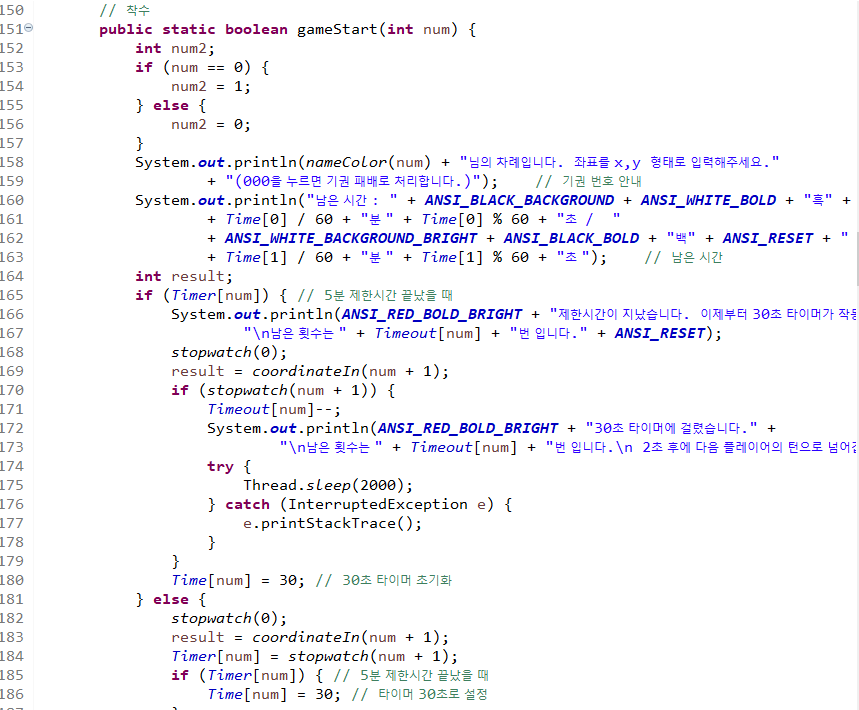 150 // 착수
151 public static boolean gameStart(int num) {
152 int num2;
153 if (num == 0) {
154 num2 = 1;
155 } else {
156 num2 = 0;
157 }
158 System.out.println(nameColor(num) + "님의 차례입니다. 좌표를 x,y 형태로 입력해주세요."
159 + "(000을 누르면 기권 패배로 처리합니다.)"); // 기권 번호 안내
160 System.out.println("남은 시간 : " + ANSI_BLACK_BACKGROUND + ANSI_WHITE_BOLD + "흑" +
161 + Time[0] / 60 + "분 " + Time[0] % 60 + "초 / "
162 + ANSI_WHITE_BACKGROUND_BRIGHT + ANSI_BLACK_BOLD + "백" + ANSI_RESET + "
163 + Time[1] / 60 + "분 " + Time[1] % 60 + "초 "); // 남은 시간
164 int result;
165 if (Timer[num]) { // 5분 제한시간 끝났을 때
166 System.out.println(ANSI_RED_BOLD_BRIGHT + "제한시간이 지났습니다. 이제부터 30초 타이머가 작동
167 "\n남은 횟수는 " + Timeout[num] + "번 입니다." + ANSI_RESET);
168 stopwatch(0);
169 result = coordinateIn(num + 1);
170 if (stopwatch(num + 1)) {
171 Timeout[num]--;
172 System.out.println(ANSI_RED_BOLD_BRIGHT + "30초 타이머에 걸렸습니다." +
173 "\n남은 횟수는 " + Timeout[num] + "번 입니다.\n 2초 후에 다음 플레이어의 턴으로
174 try {
175 Thread.sleep(2000);
176 } catch (InterruptedException e) {
177 e.printStackTrace();
178 }
179 }
180 Time[num] = 30; // 30초 타이머 초기화
181 } else {
182 stopwatch(0);
183 result = coordinateIn(num + 1);
184 Timer[num] = stopwatch(num + 1);
185 if (Timer[num]) { // 5분 제한시간 끝났을 때
186 Time[num] = 30; // 타이머 30초로 설정